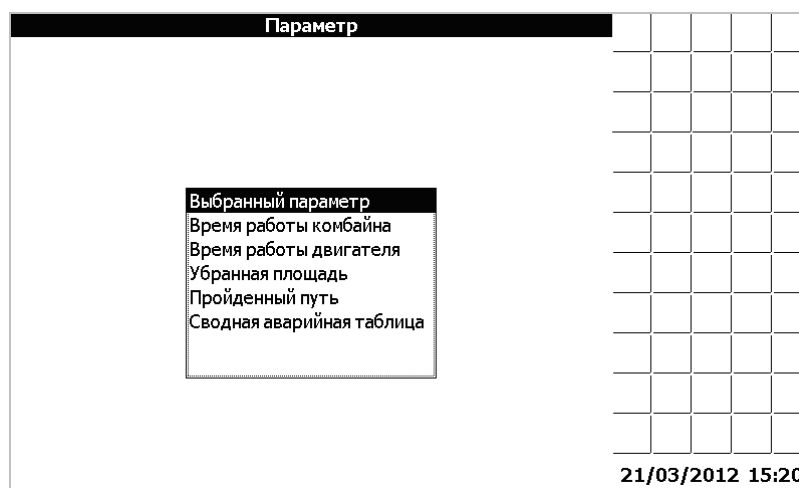 Параметр
Выбранный параметр
Время работы комбайна
Время работы двигателя
Убранная площадь
Пройденный путь
Сводная аварийная таблица
21/03/2012 15:20